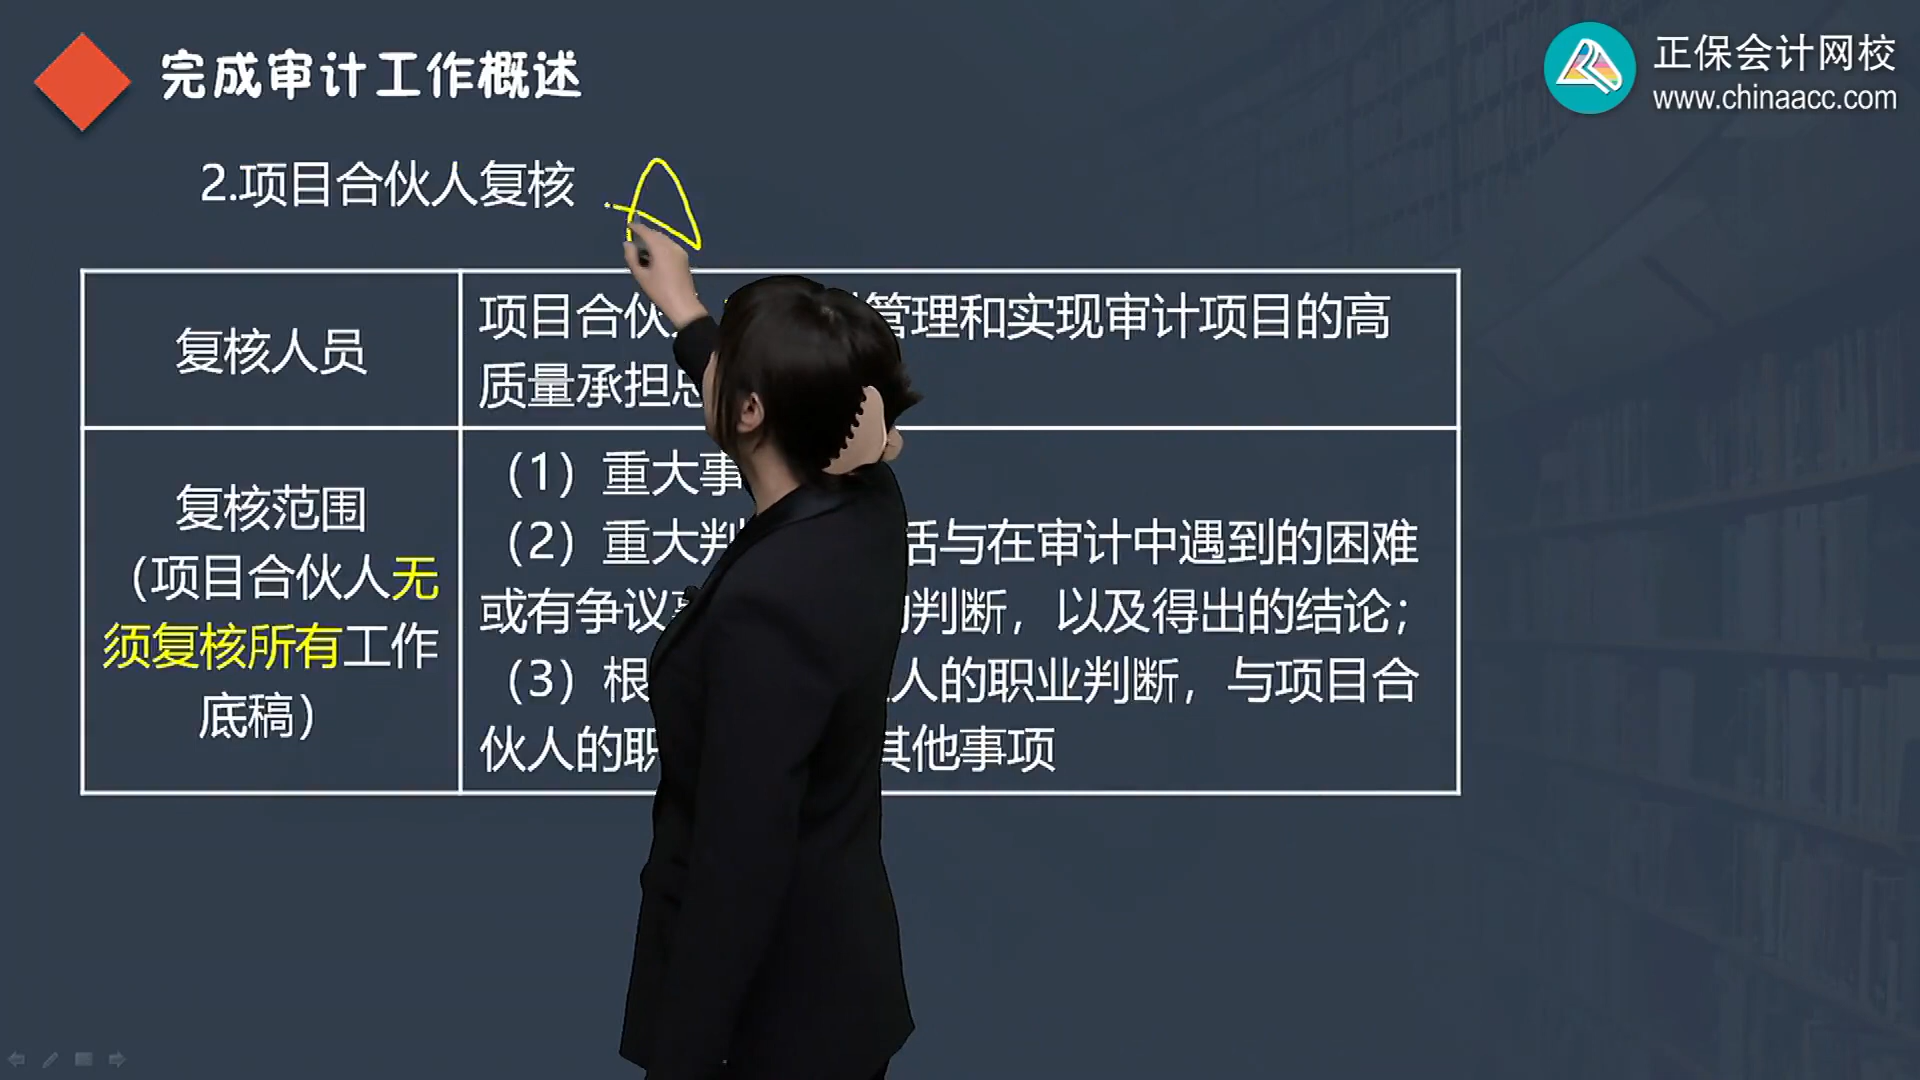 完成审计工作概述
正保会计网校
www.chinaacc.com
2.项目合伙人复核
复核人员
项目合伙 管理和实现审计项目的高
质量承担
复核范围
（项目合伙人无
须复核所有工作
底稿）
（1）重大事
（2）重大判 括与在审计中遇到的困难
或有争议 判断，以及得出的结论；
（3）根 人的职业判断，与项目合
伙人的职 其他事项